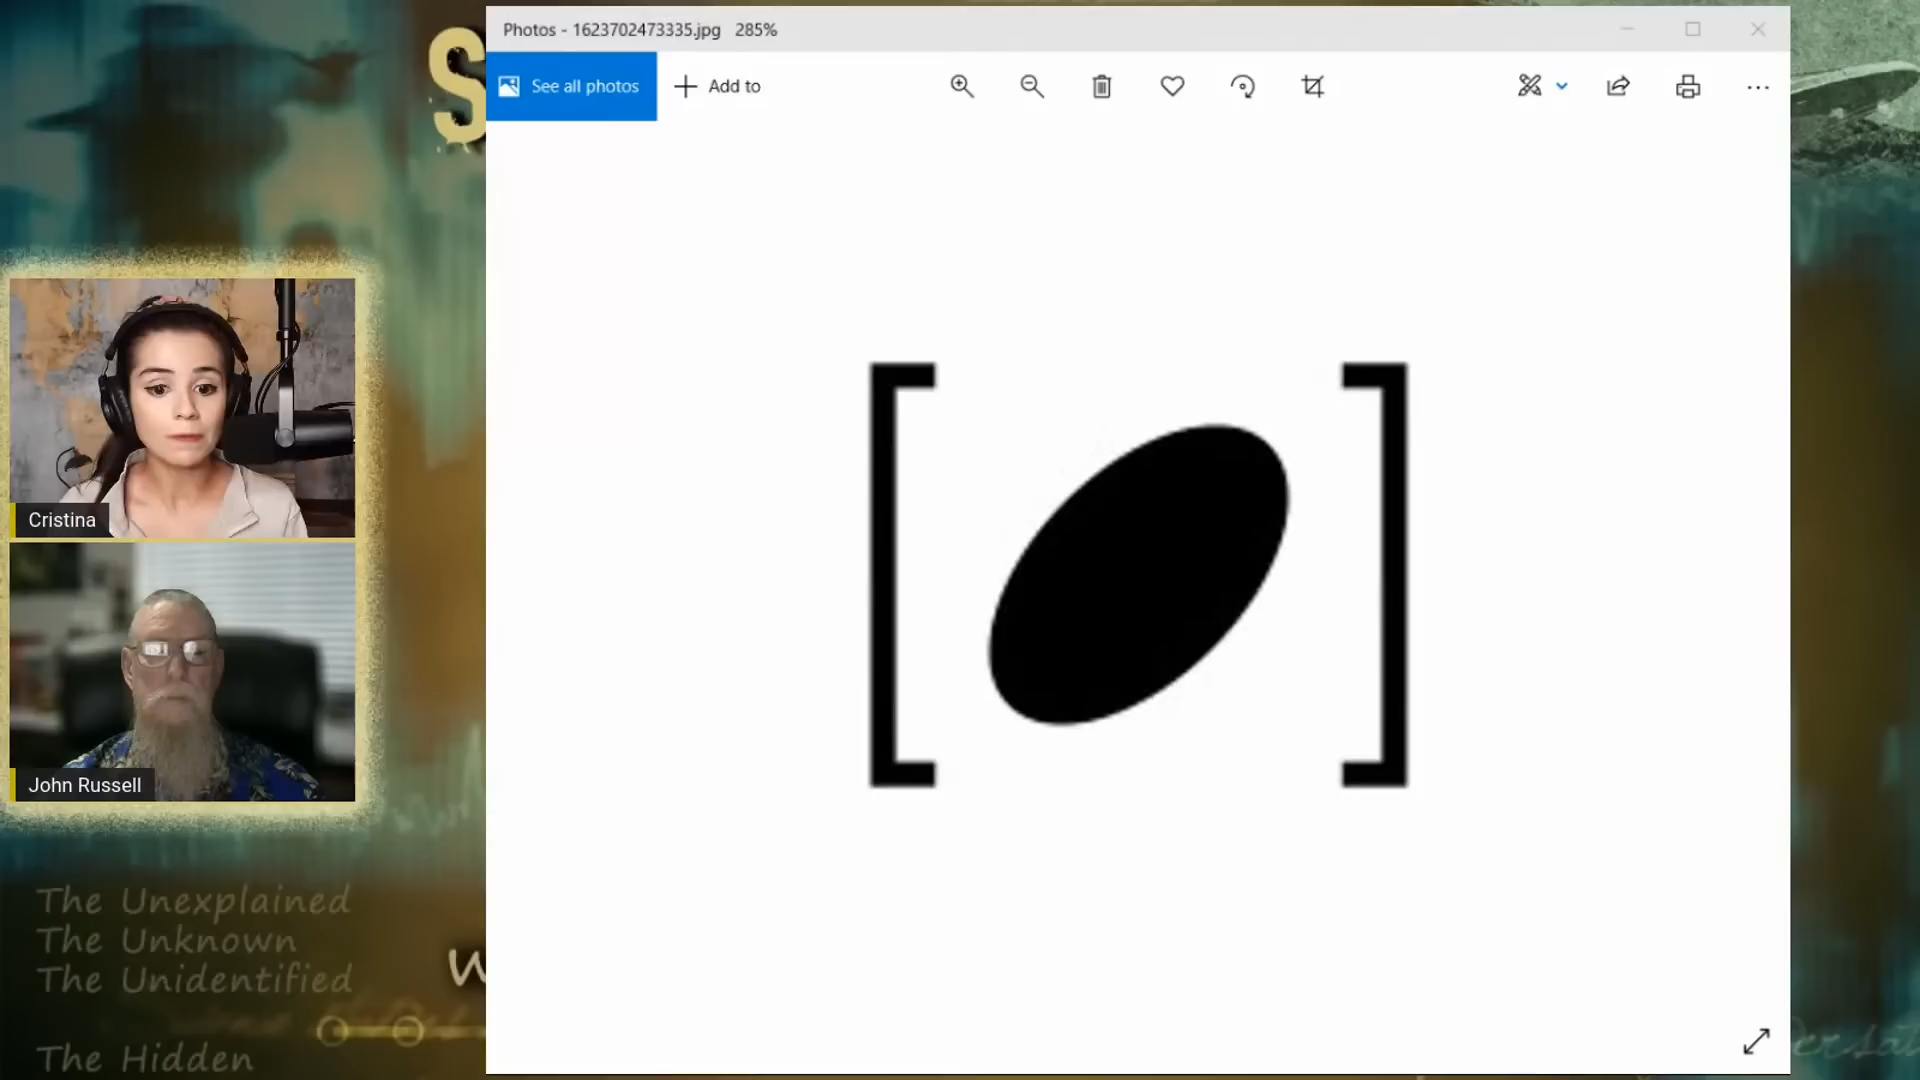 Photos - 1623702473335.jpg 285%
See all photos
Add to
Cristina
John Russell
The Unexplained
The Unknown
The Unidentified
The Hidden